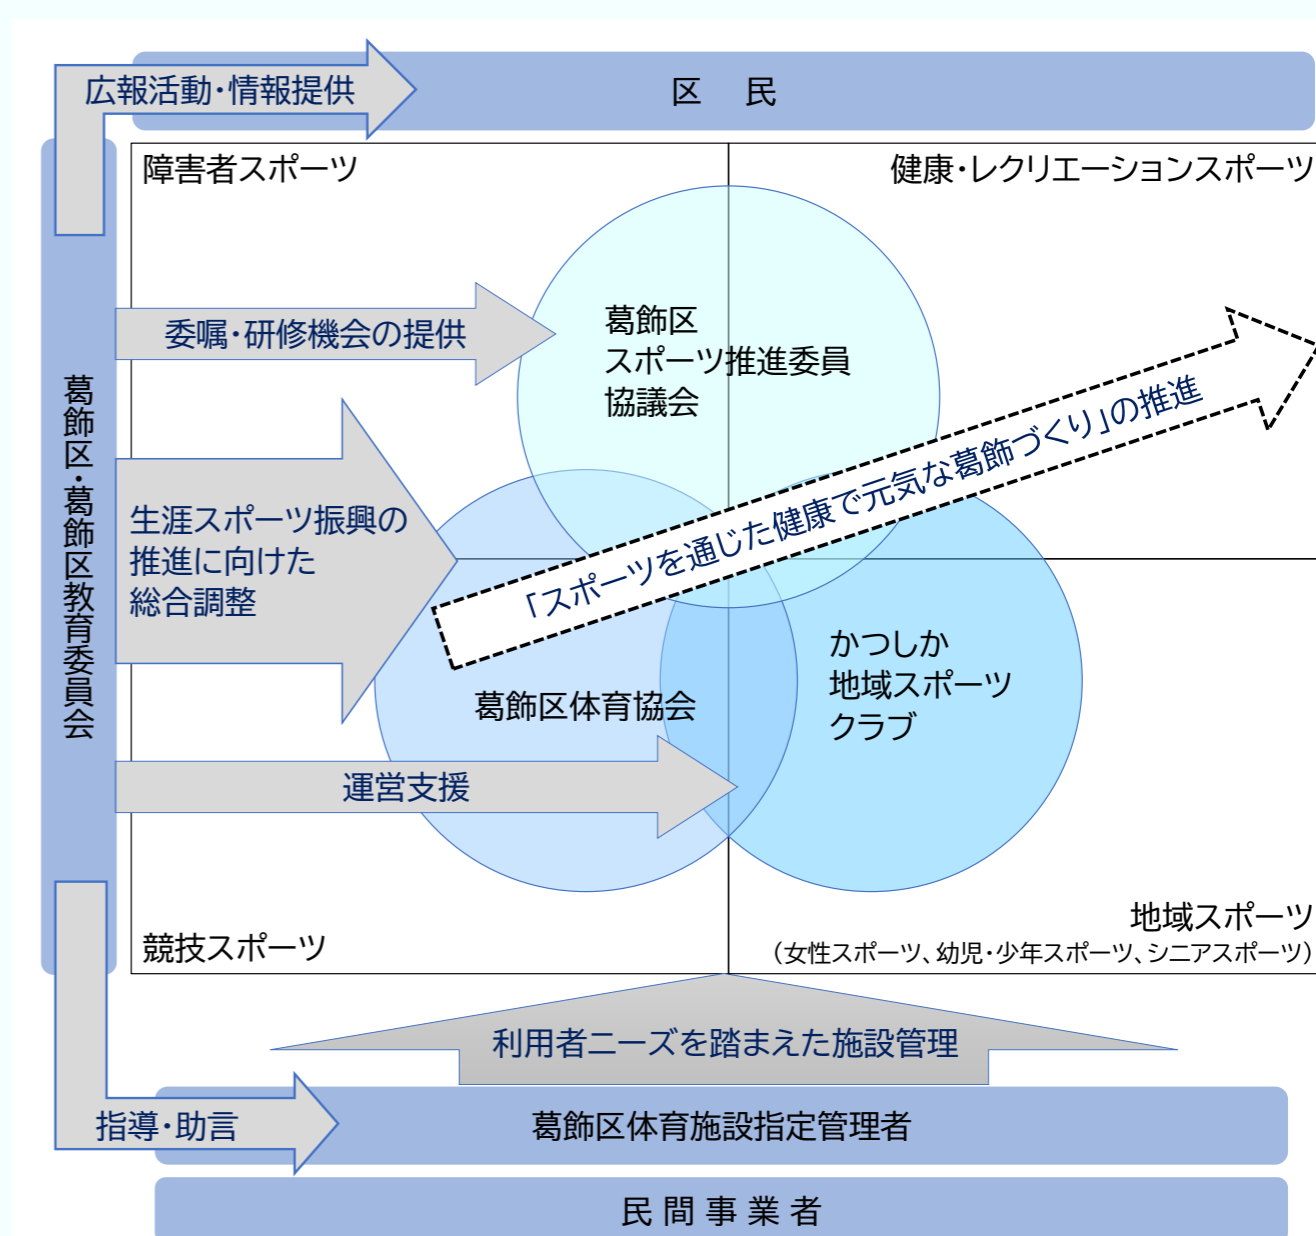 広報活動・情報提供
区　民
障害者スポーツ
健康・レクリエーションスポーツ
委嘱・研修機会の提供
葛飾区
スポーツ推進委員
協議会
葛飾区・葛飾区教育委員会
「スポーツを通じた健康で元気な葛飾づくり」の推進
生涯スポーツ振興の
推進に向けた
総合調整
かつしか
地域スポーツ
クラブ
葛飾区体育協会
運営支援
競技スポーツ
地域スポーツ
（女性スポーツ、幼児・少年スポーツ、シニアスポーツ）
利用者ニーズを踏まえた施設管理
指導・助言
葛飾区体育施設指定管理者
民間事業者